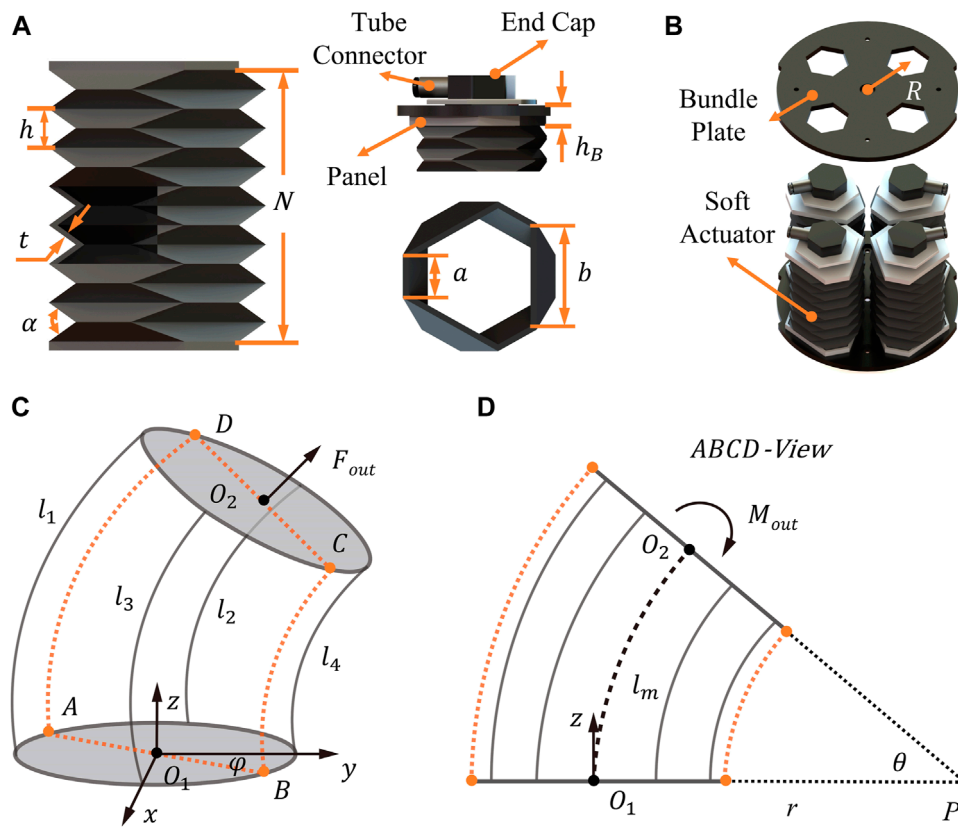 A
h
t
α
N
Tube
Connector
End Cap
Panel
h_B
a
b
B
Bundle
Plate
R
Soft
Actuator
C
D
F_out
O_2
l_1
C
l_3
l_2
l_4
A
z
φ
O_1
B
y
x
D
ABCD-View
M_out
O_2
l_m
z
θ
O_1
r
P